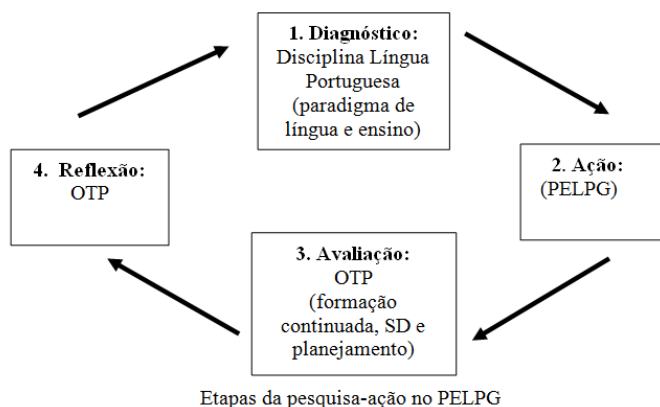 1. Diagnóstico:
Disciplina Língua
Portuguesa
(paradigma de
língua e ensino)
2. Ação:
(PELPG)
3. Avaliação:
OTP
(formação
continuada, SD e
planejamento)
4. Reflexão:
OTP
Etapas da pesquisa-ação no PELPG